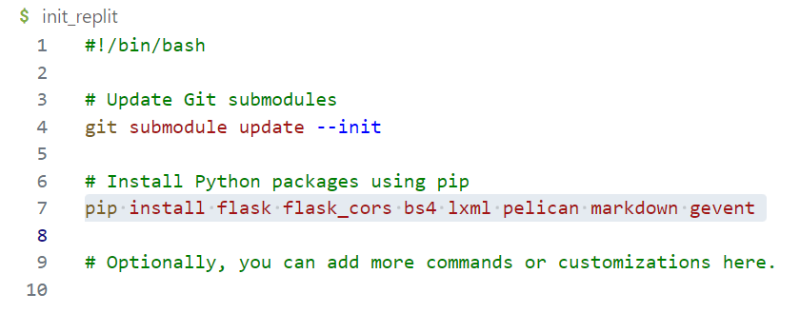 $ init_replit
1 #!/bin/bash
2
3 # Update Git submodules
4 git submodule update --init
5
6 # Install Python packages using pip
7 pip install flask flask_cors bs4 lxml pelican markdown gevent
8
9 # Optionally, you can add more commands or customizations here.
10